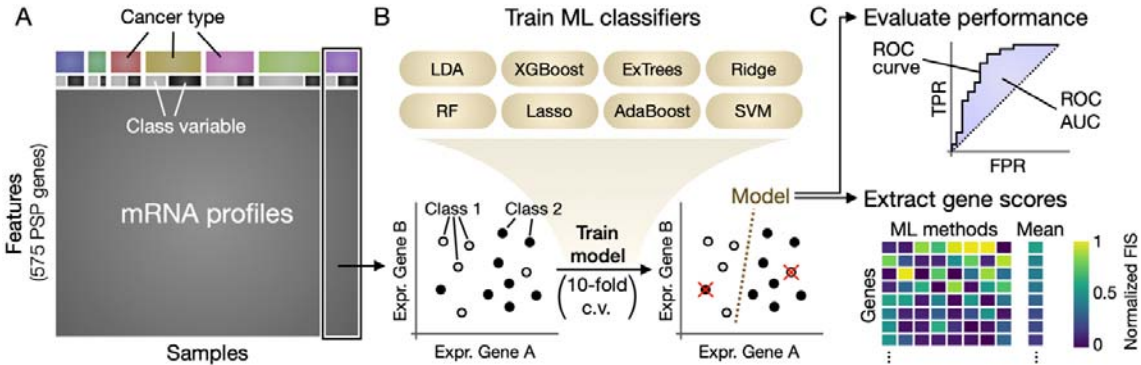 A
Cancer type
Class variable
mRNA profiles
Features
(575 PSP genes)
Samples
B
Train ML classifiers
LDA
XGBoost
ExTrees
Ridge
RF
Lasso
AdaBoost
SVM
Class 1
Class 2
Expr. Gene B
Expr. Gene A
Train
model
(10-fold
c.v.)
Model
Expr. Gene B
Expr. Gene A
C
Evaluate performance
ROC
curve
TPR
ROC
AUC
FPR
Extract gene scores
ML methods
Mean
Genes
1
0.5
0
Normalized FIS